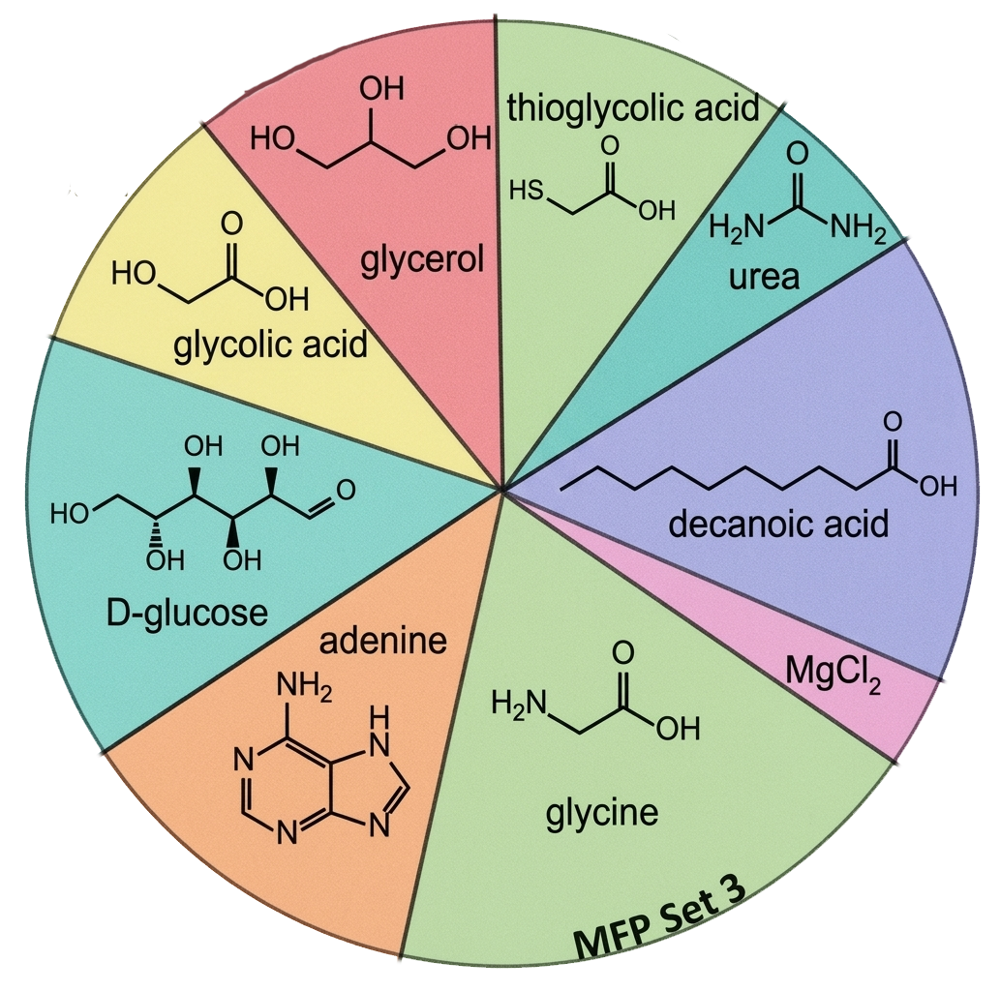 thioglycolic acid
O
HS
OH
O
H₂N
NH₂
urea
O
OH
decanoic acid
MgCl₂
O
H₂N
OH
glycine
MFP Set 3
adenine
NH₂
H
N
N
N
N
OH
OH
O
HO
OH
OH
D-glucose
O
HO
OH
glycolic acid
OH
HO
OH
glycerol